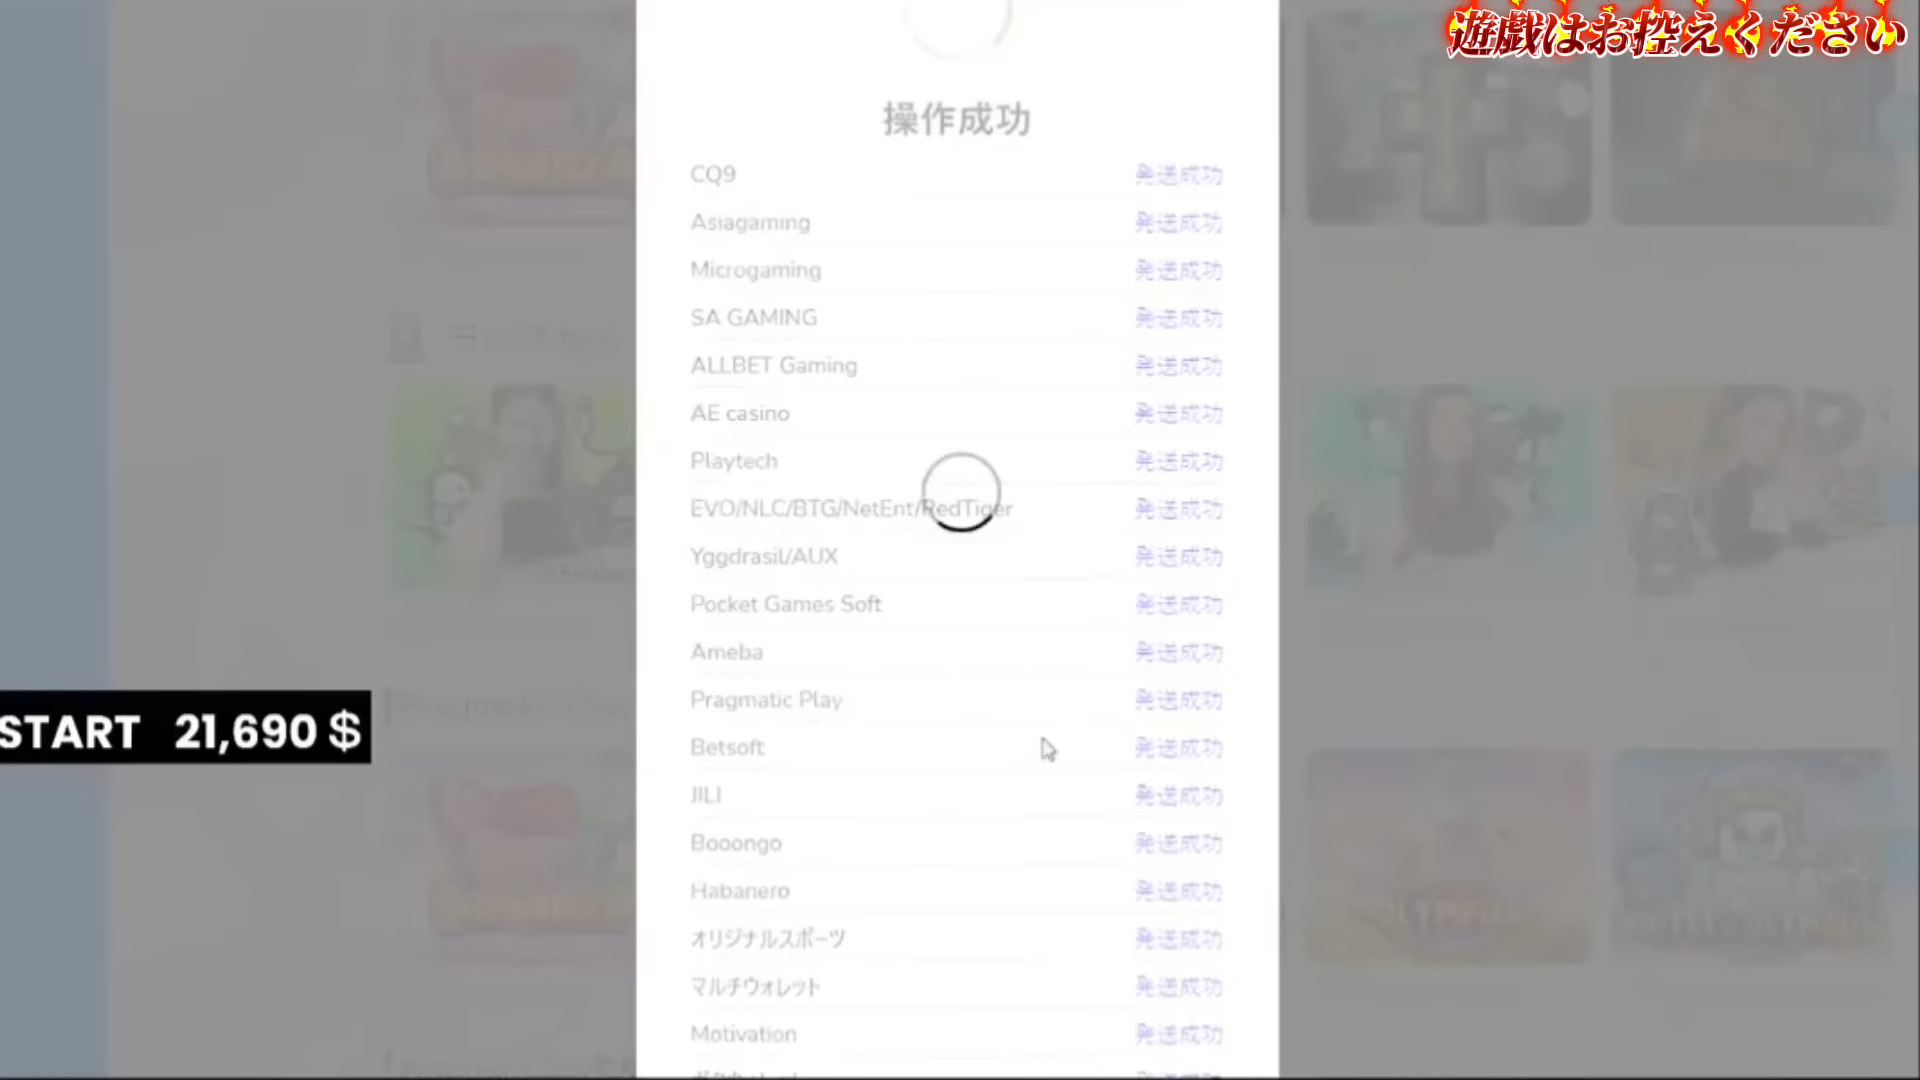 遊戯はお控えください
操作成功
CQ9 発送成功
Asiagaming 発送成功
Microgaming 発送成功
SA GAMING 発送成功
ALLBET Gaming 発送成功
AE casino 発送成功
Playtech 発送成功
EVO/NLC/BTG/NetEnt/RedTiger 発送成功
Yggdrasil/AUX 発送成功
Pocket Games Soft 発送成功
Ameba 発送成功
Pragmatic Play 発送成功
START 21,690 $
Betsoft 発送成功
JILI 発送成功
Booongo 発送成功
Habanero 発送成功
オリジナルスポーツ 発送成功
マルチウォレット 発送成功
Motivation 発送成功